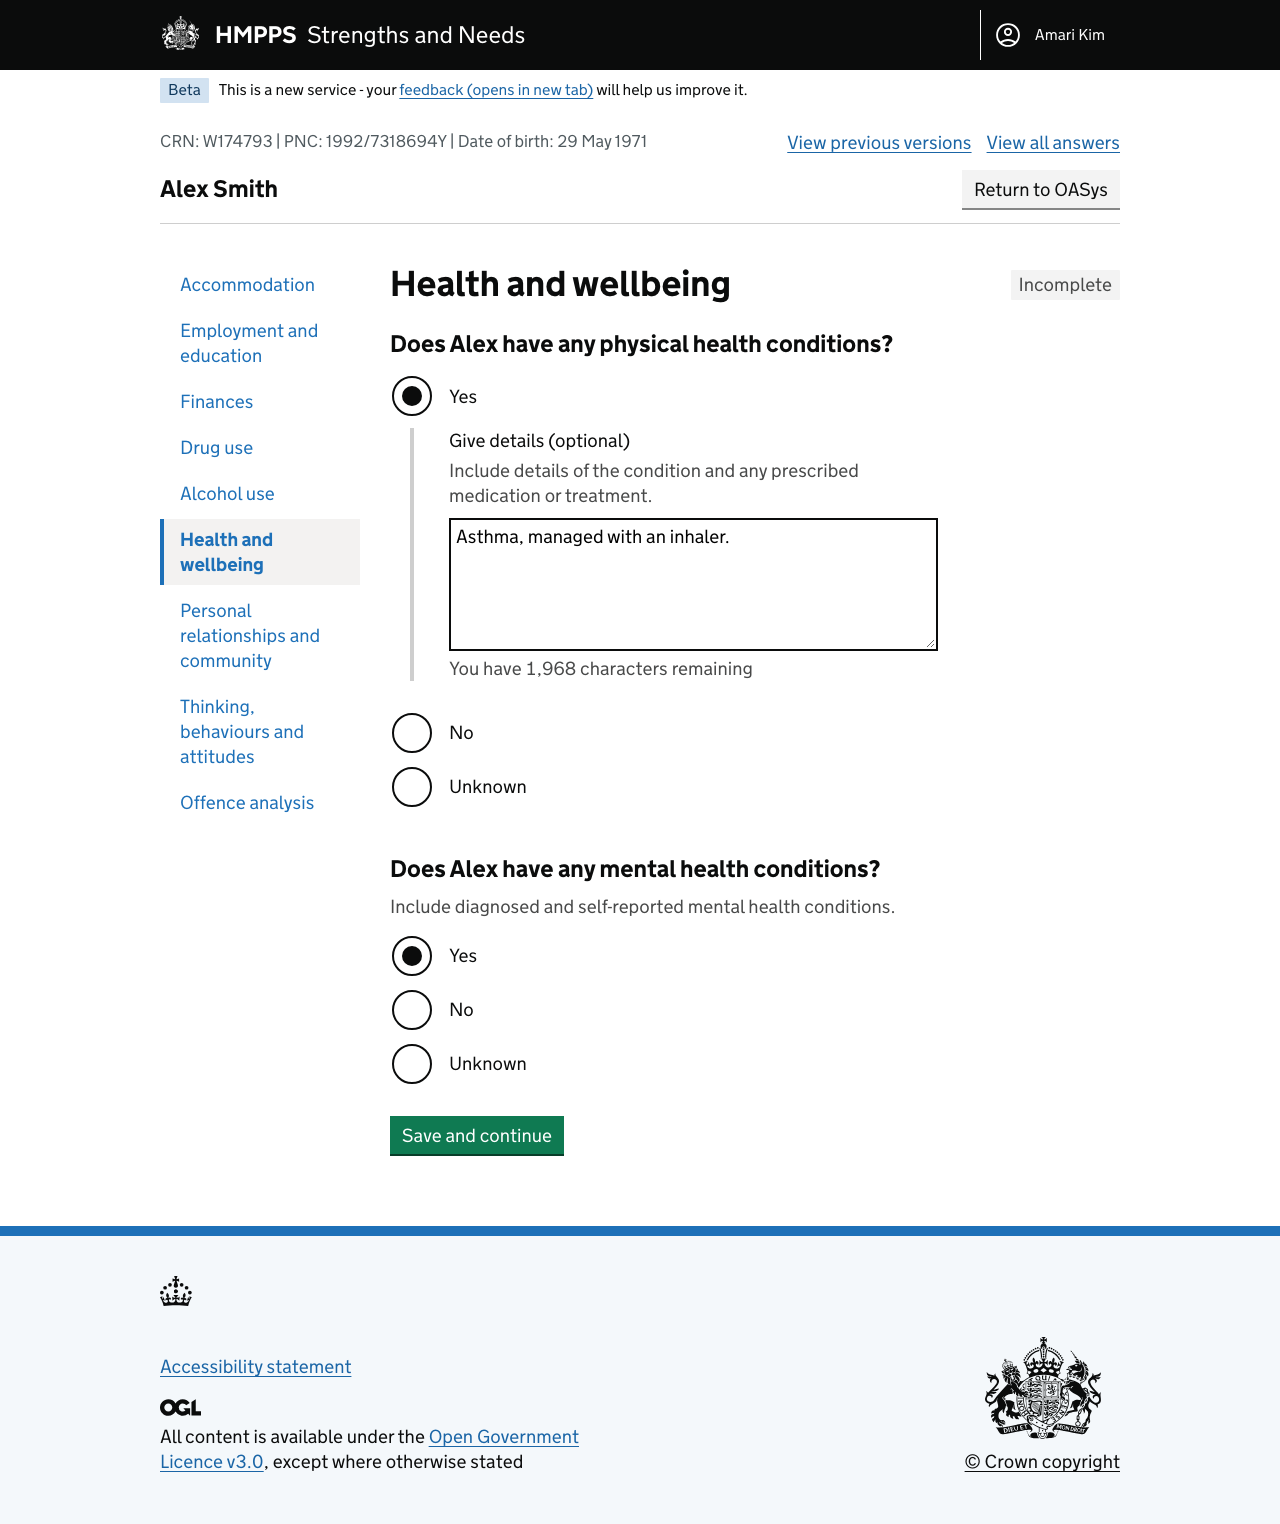 HMPPS Strengths and Needs
Amari Kim
Beta This is a new service - your feedback (opens in new tab) will help us improve it.
CRN: W174793 | PNC: 1992/7318694Y | Date of birth: 29 May 1971
View previous versions View all answers
Alex Smith
Return to OASys
Accommodation
Employment and
education
Finances
Drug use
Alcohol use
Health and
wellbeing
Personal
relationships and
community
Thinking,
behaviours and
attitudes
Offence analysis
Health and wellbeing
Incomplete
Does Alex have any physical health conditions?
Yes
Give details (optional)
Include details of the condition and any prescribed
medication or treatment.
Asthma, managed with an inhaler.
You have 1,968 characters remaining
No
Unknown
Does Alex have any mental health conditions?
Include diagnosed and self-reported mental health conditions.
Yes
No
Unknown
Save and continue
Accessibility statement
OGL
All content is available under the Open Government
Licence v3.0, except where otherwise stated
© Crown copyright